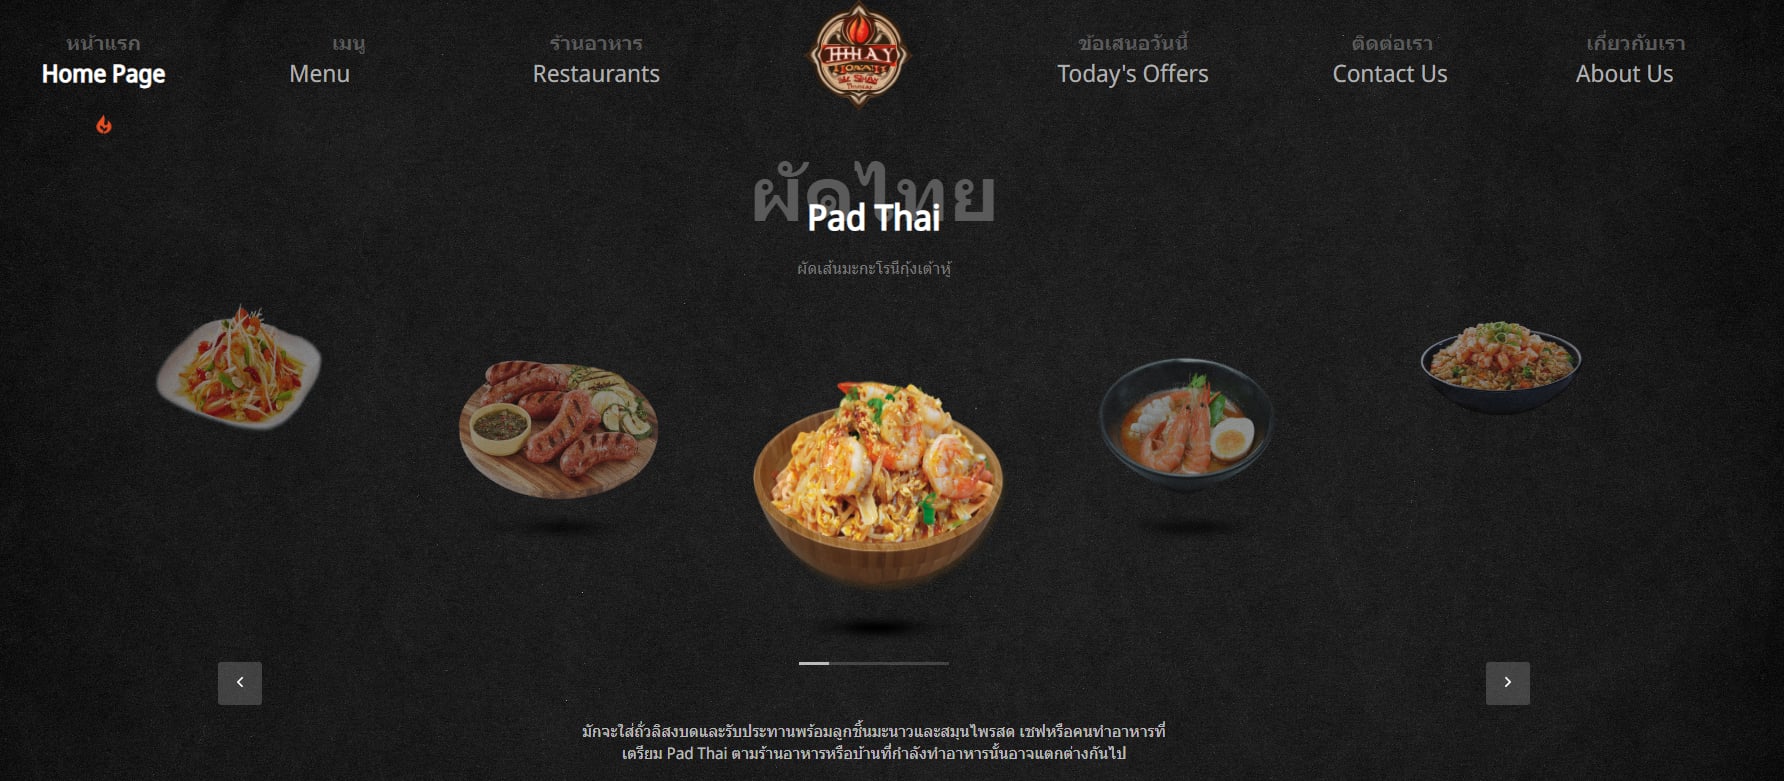 หน้าแรก
Home Page
เมนู
Menu
ร้านอาหาร
Restaurants
ข้อเสนอวันนี้
Today's Offers
ติดต่อเรา
Contact Us
เกี่ยวกับเรา
About Us
ผัดไทย
Pad Thai
ผัดเส้นมะกะโรนีกุ้งเต้าหู้
มักจะใส่ถั่วลิสงบดและรับประทานพร้อมลูกชิ้นมะนาวและสมุนไพรสด เชฟหรือคนทำอาหารที่
เตรียม Pad Thai ตามร้านอาหารหรือบ้านที่กำลังทำอาหารนั้นอาจแตกต่างกันไป